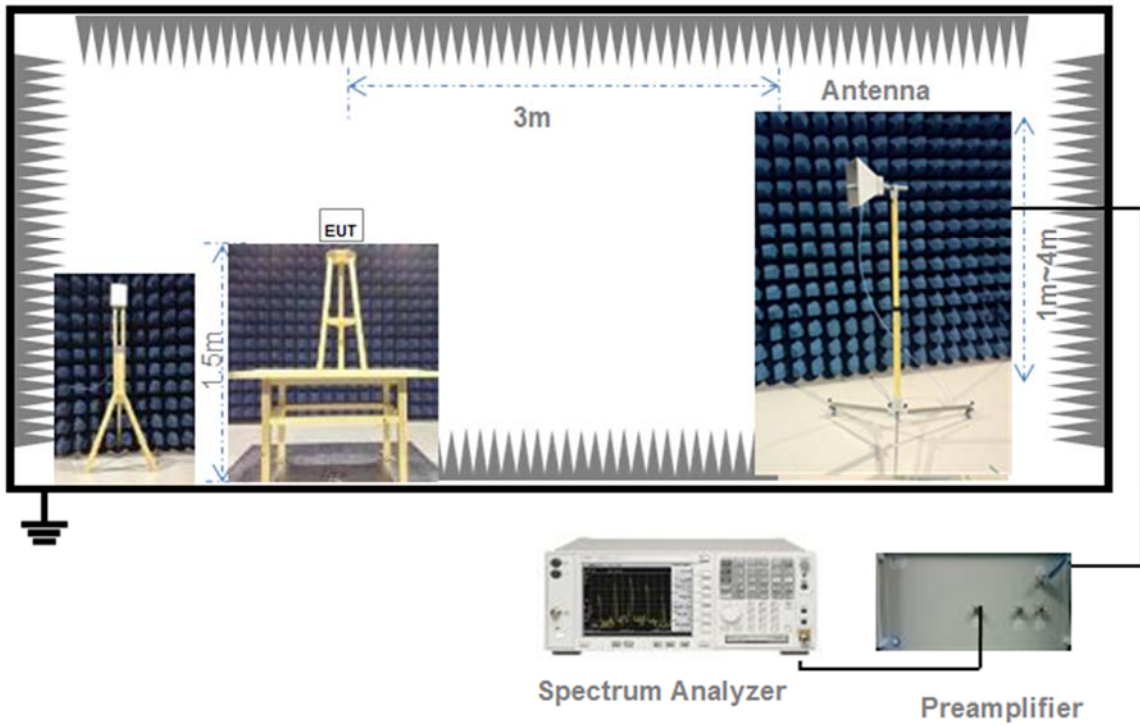 Antenna
3m
EUT
1.5m
1m~4m
Spectrum Analyzer
Preamplifier